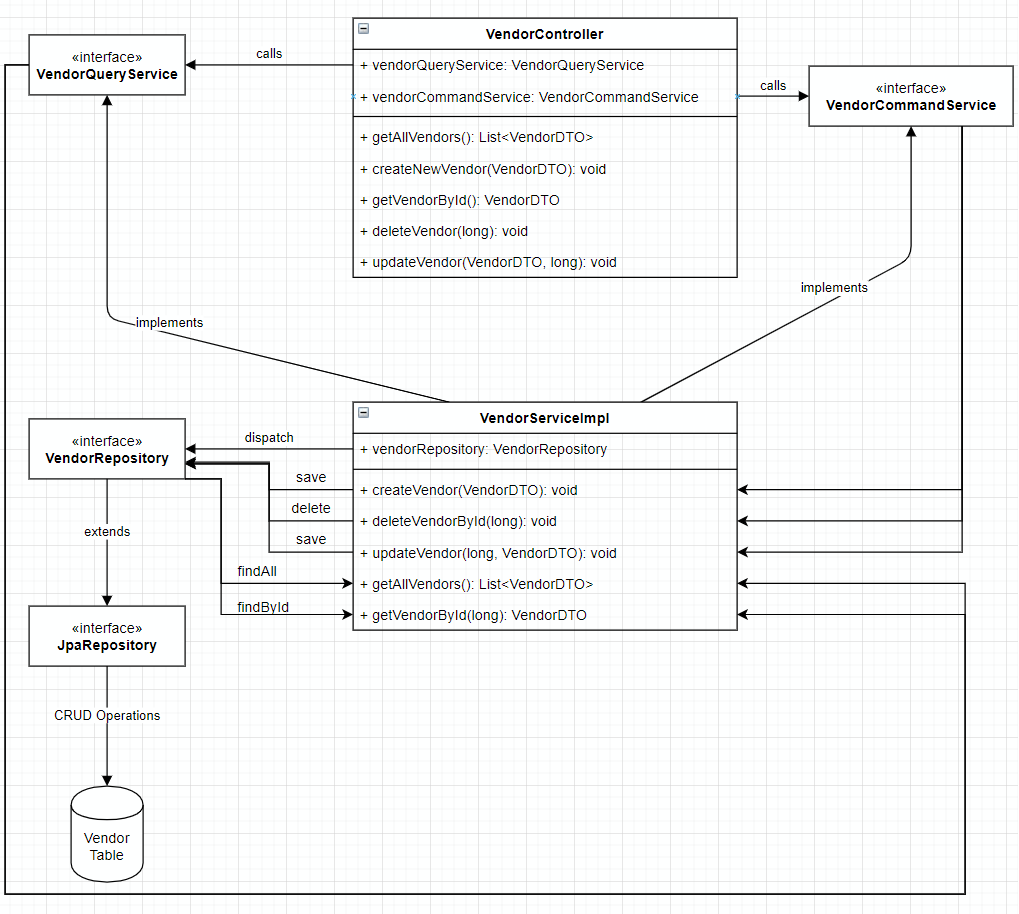 VendorController
«interface»
VendorQueryService
calls
+ vendorQueryService: VendorQueryService
+ vendorCommandService: VendorCommandService
calls
«interface»
VendorCommandService
+ getAllVendors(): List<VendorDTO>
+ createNewVendor(VendorDTO): void
+ getVendorById(): VendorDTO
+ deleteVendor(long): void
+ updateVendor(VendorDTO, long): void
implements
implements
VendorServiceImpl
«interface»
VendorRepository
dispatch
+ vendorRepository: VendorRepository
save
+ createVendor(VendorDTO): void
delete
+ deleteVendorById(long): void
save
+ updateVendor(long, VendorDTO): void
findAll
+ getAllVendors(): List<VendorDTO>
findById
+ getVendorById(long): VendorDTO
extends
«interface»
JpaRepository
CRUD Operations
Vendor
Table